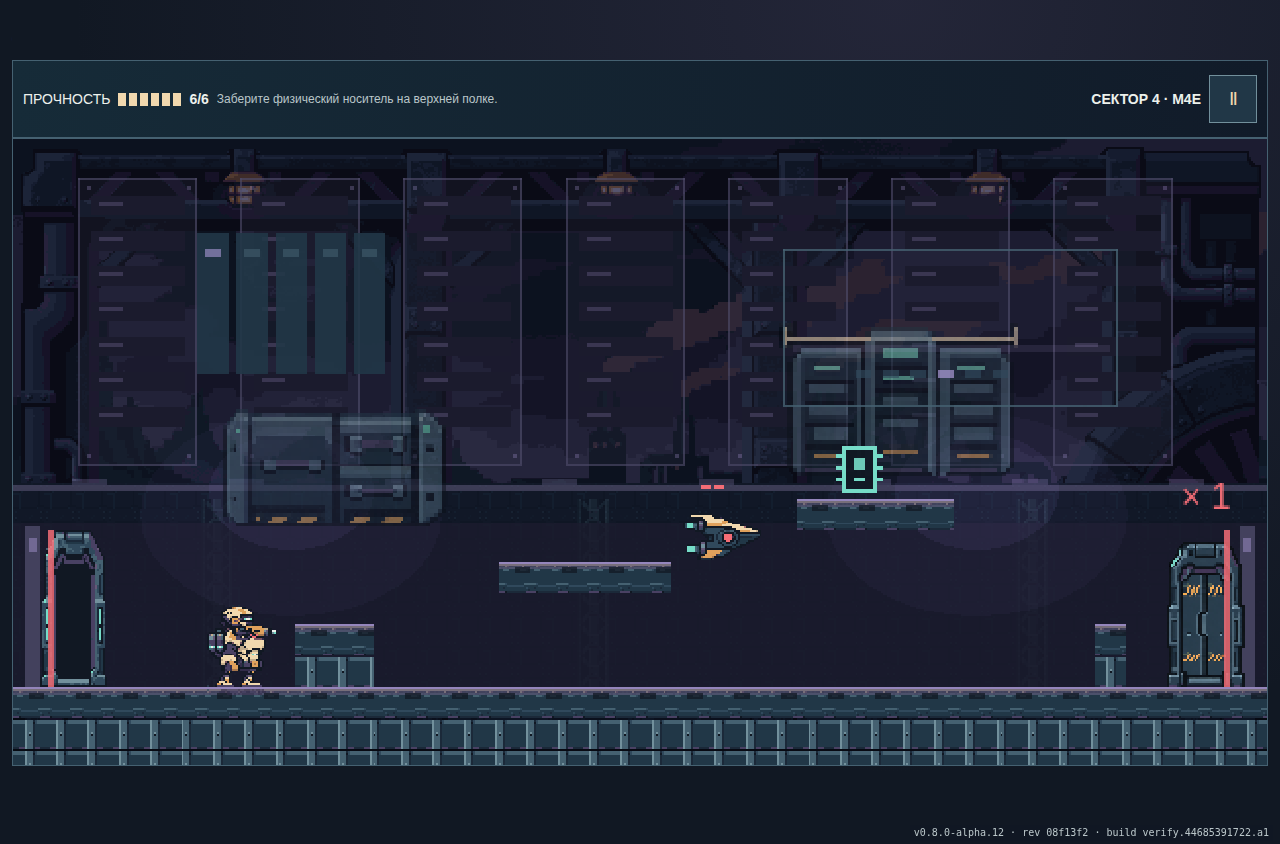 ПРОЧНОСТЬ 6/6 Заберите физический носитель на верхней полке.
СЕКТОР 4 · M4E
× 1
v0.8.0-alpha.12 · rev 08f13f2 · build verify.44685391722.a1